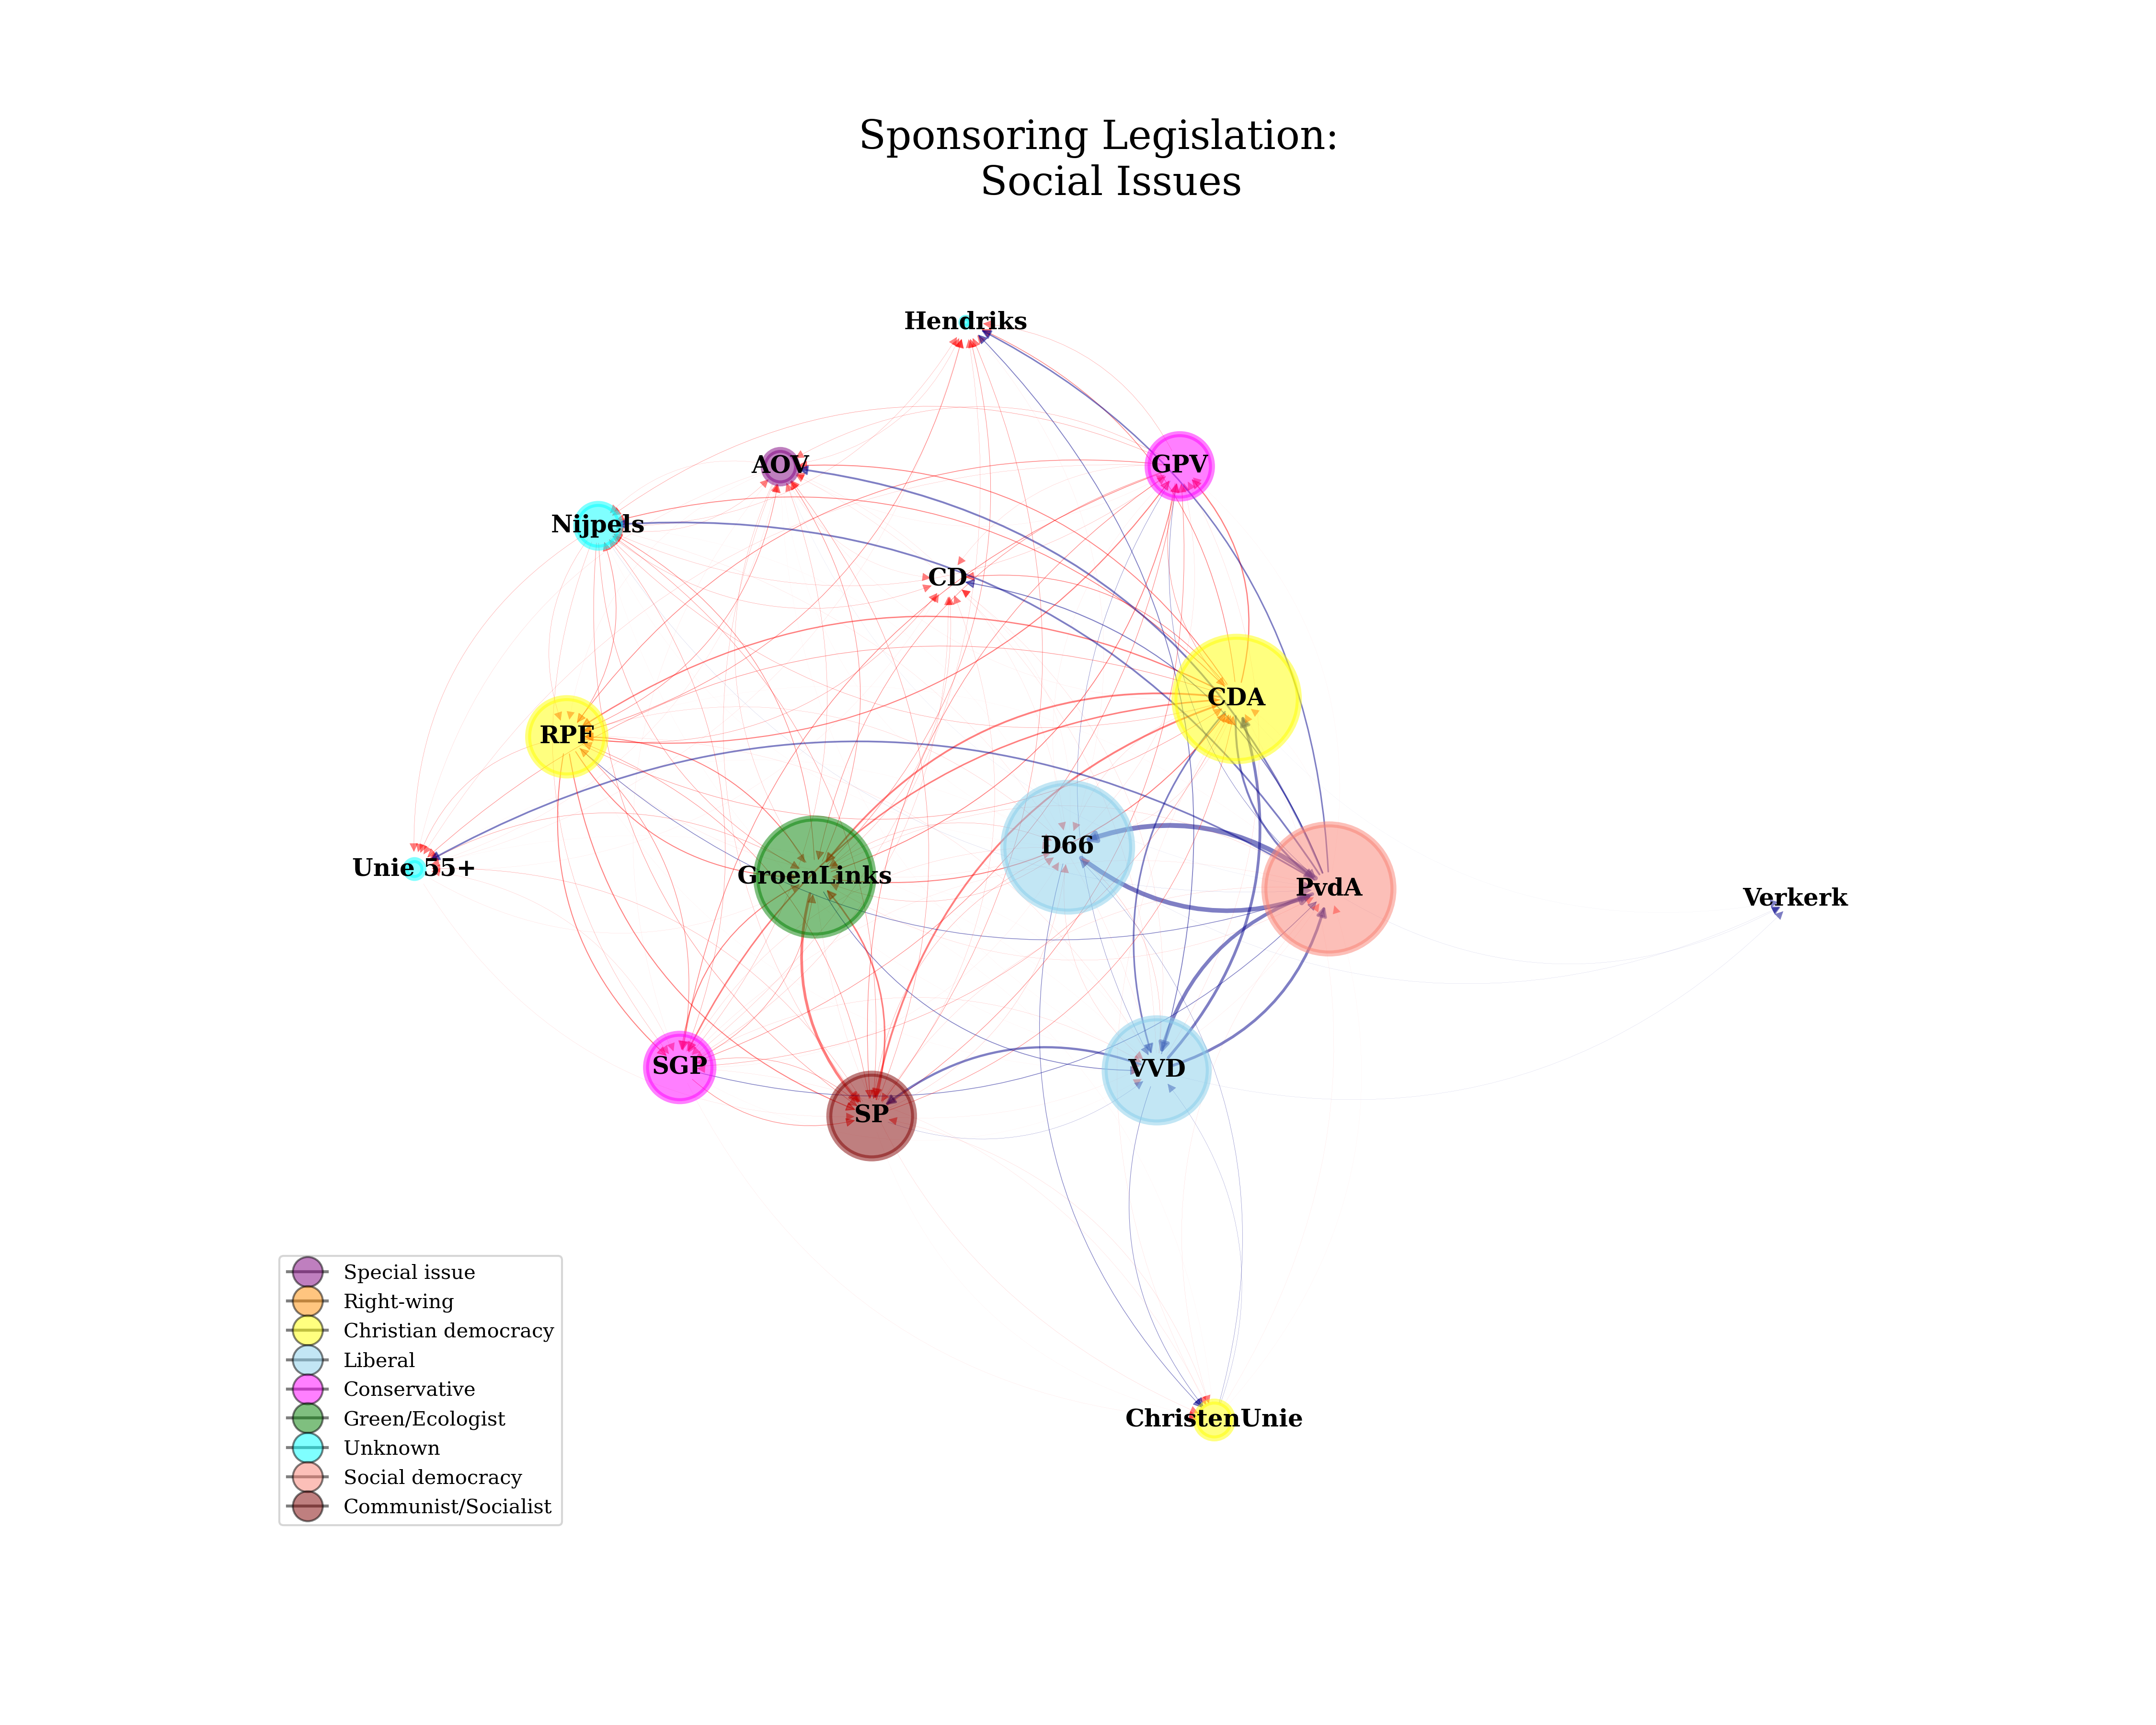 Sponsoring Legislation:
Social Issues
Hendriks
AOV
GPV
Nijpels
CD
CDA
RPF
D66
Unie 55+
GroenLinks
PvdA
Verkerk
SGP
VVD
SP
ChristenUnie
Special issue
Right-wing
Christian democracy
Liberal
Conservative
Green/Ecologist
Unknown
Social democracy
Communist/Socialist